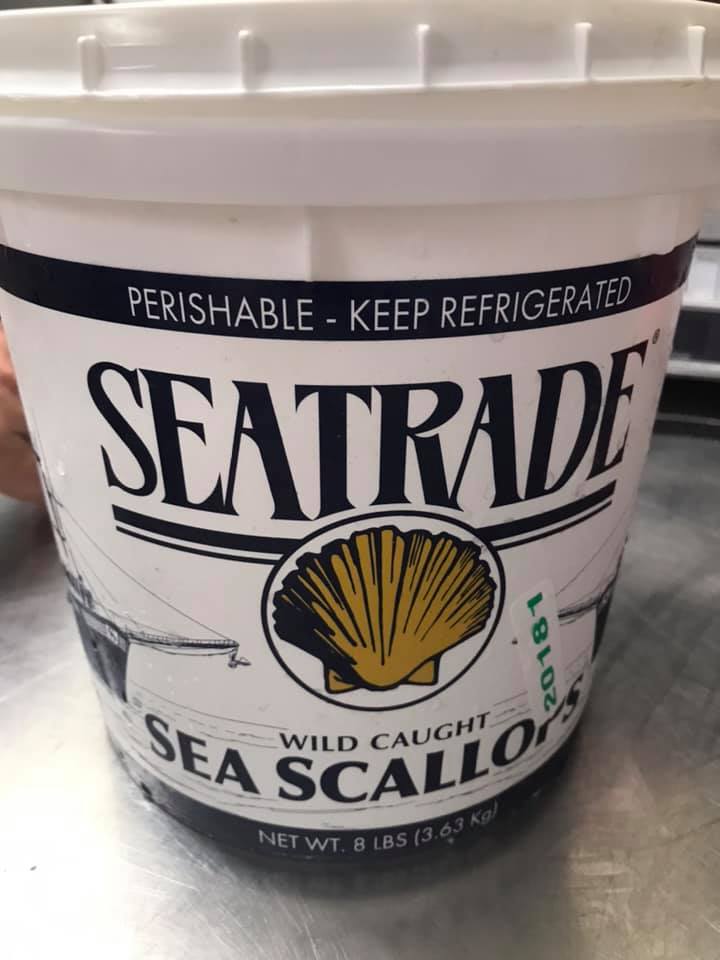 PERISHABLE - KEEP REFRIGERATED
SEATRADE®
20181
WILD CAUGHT
SEA SCALLOPS
NET WT. 8 LBS (3.63 Kg)